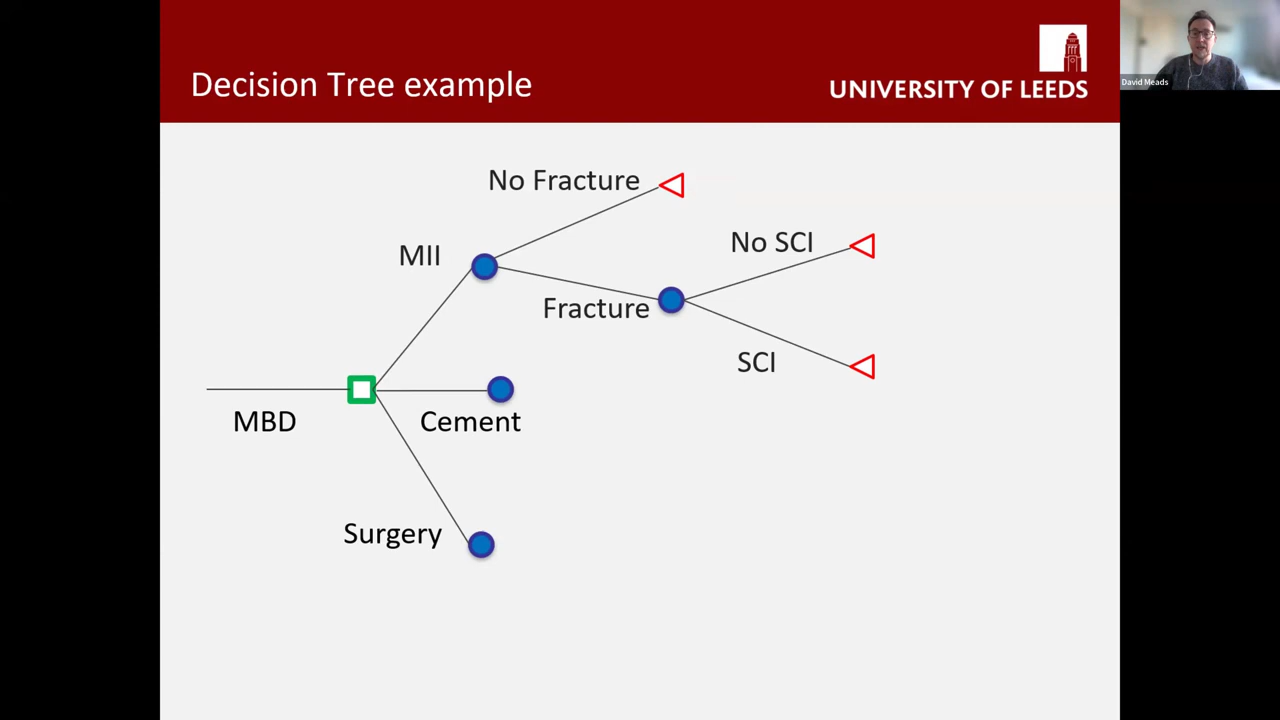 Decision Tree example
UNIVERSITY OF LEEDS
David Meads
No Fracture
No SCI
MII
Fracture
SCI
MBD
Cement
Surgery